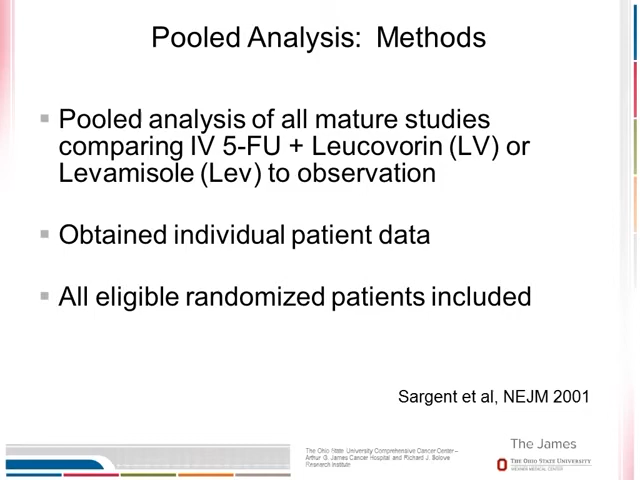 Pooled Analysis: Methods
Pooled analysis of all mature studies
comparing IV 5-FU + Leucovorin (LV) or
Levamisole (Lev) to observation
Obtained individual patient data
All eligible randomized patients included
Sargent et al, NEJM 2001
The Ohio State University Comprehensive Cancer Center –
Arthur G. James Cancer Hospital and Richard J. Solove
Research Institute
The James
THE OHIO STATE UNIVERSITY
WEXNER MEDICAL CENTER